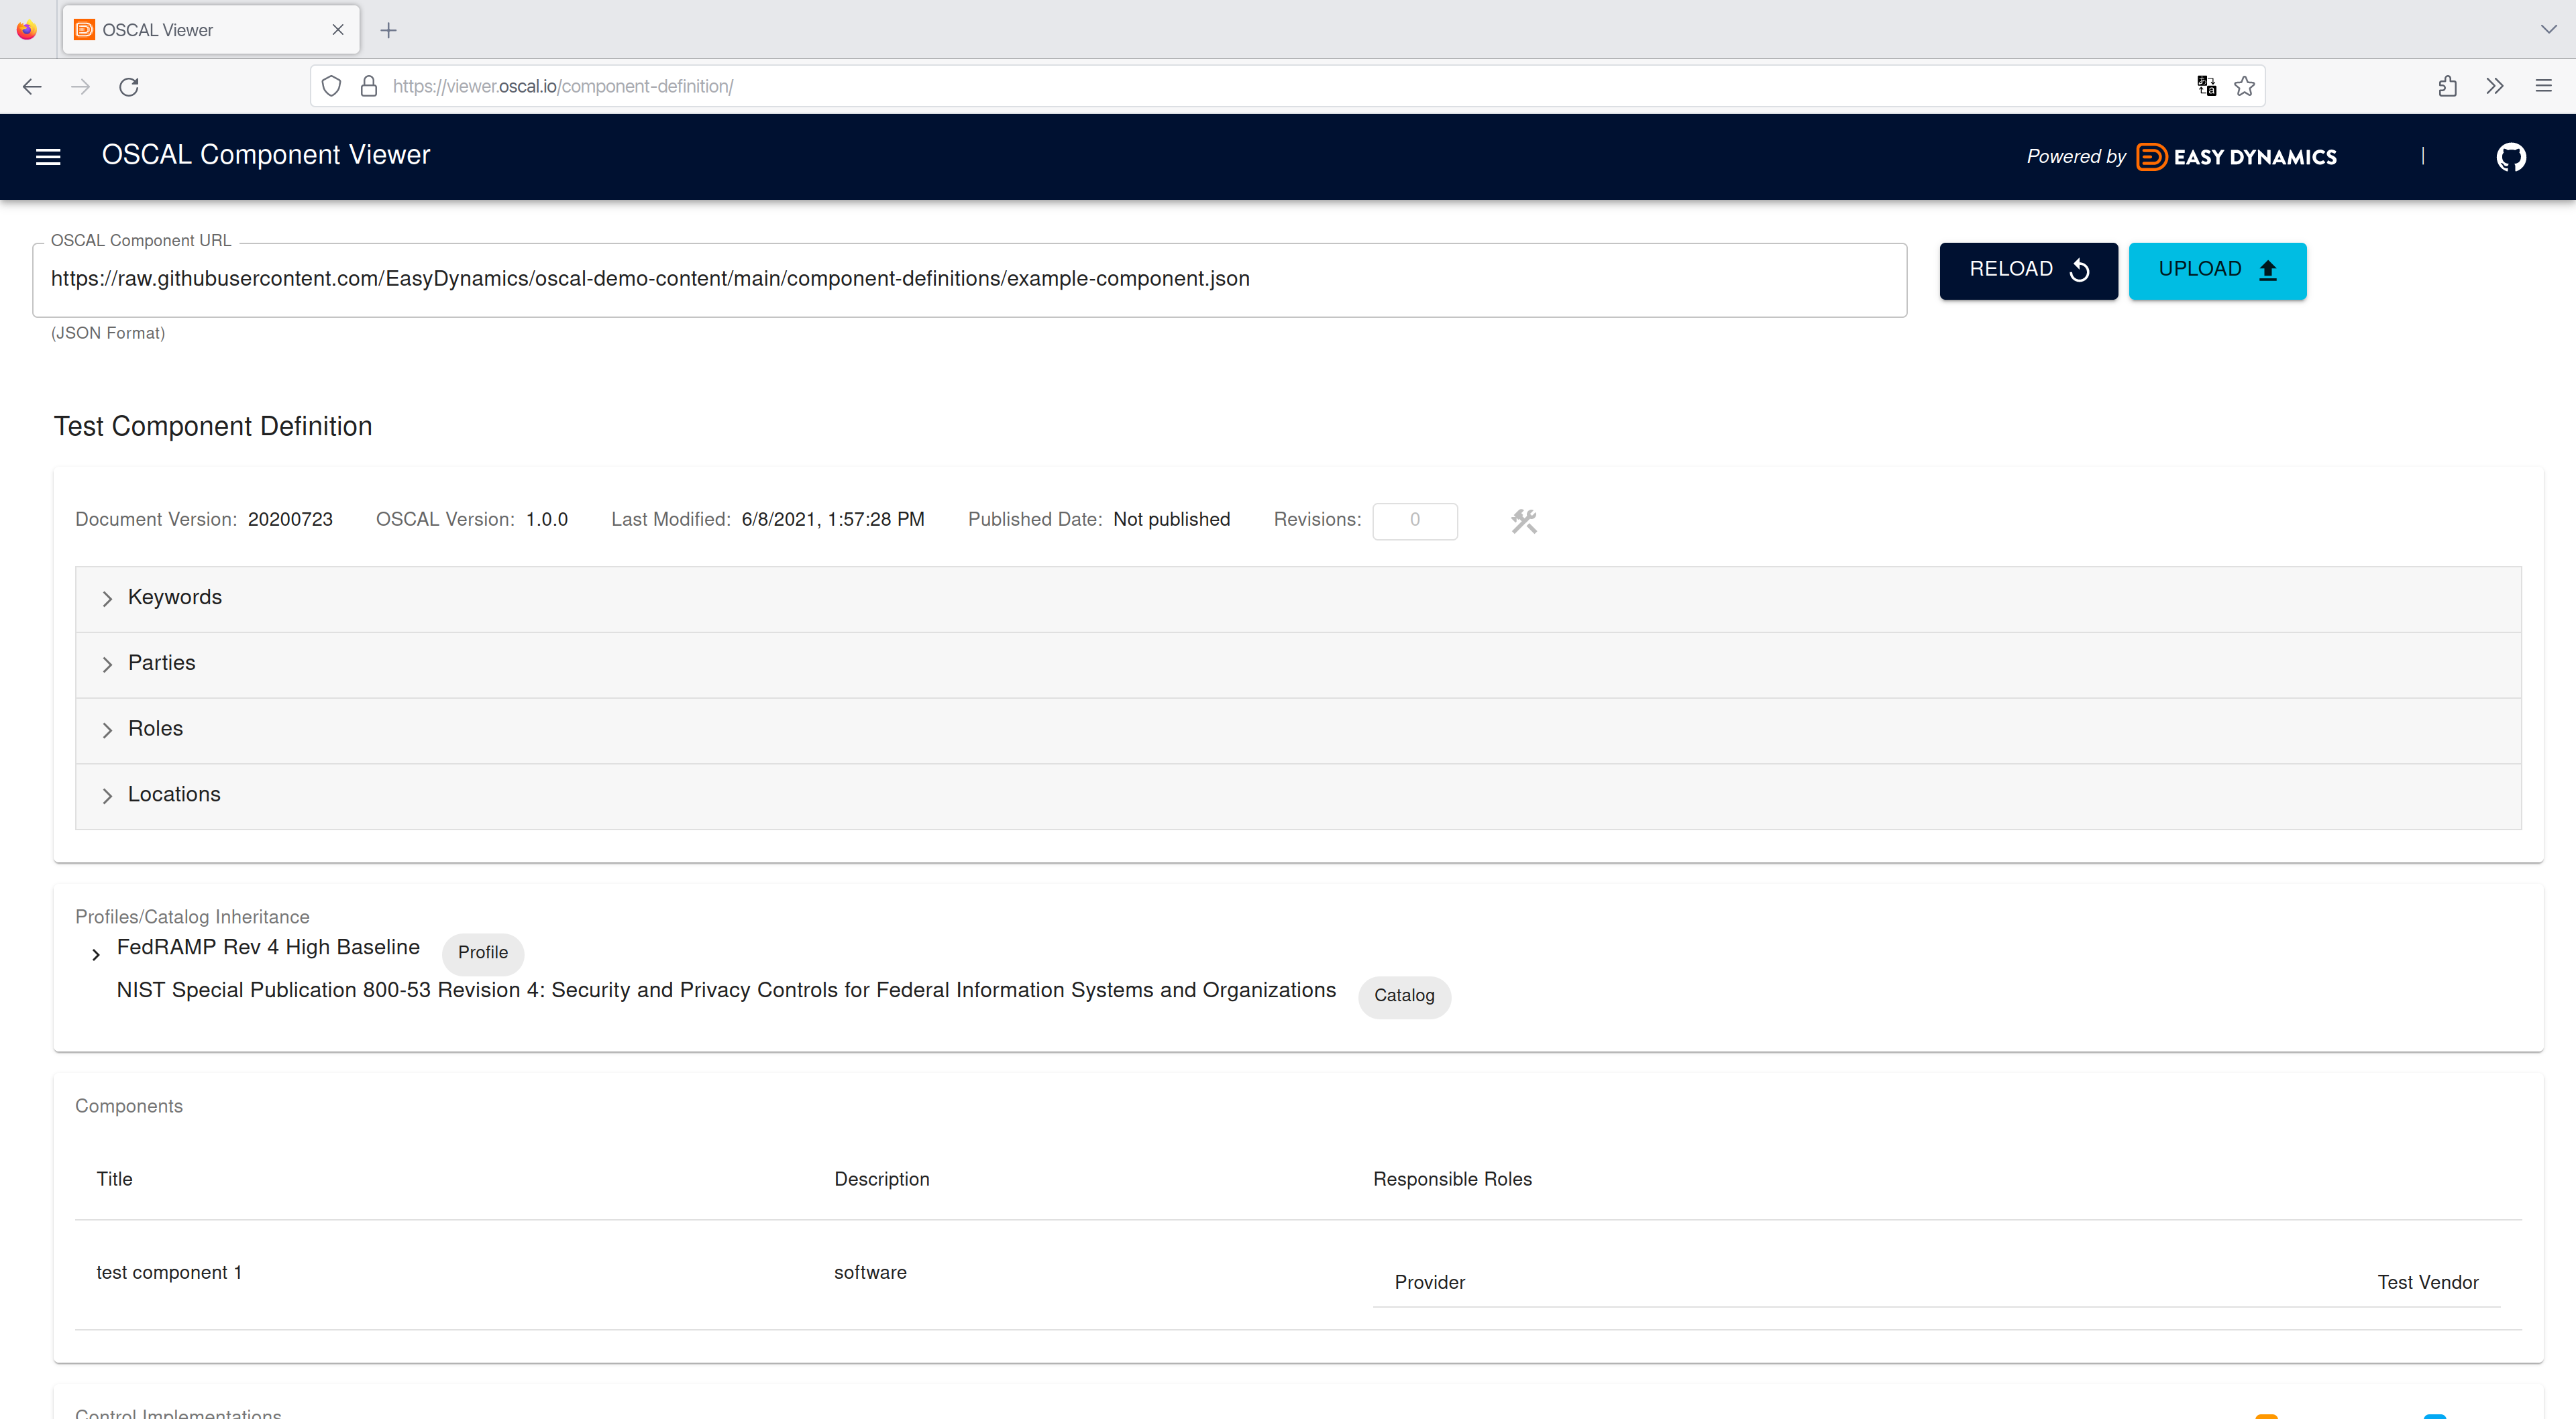 OSCAL Viewer
https://viewer.oscal.io/component-definition/
OSCAL Component Viewer
Powered by EASY DYNAMICS
OSCAL Component URL
https://raw.githubusercontent.com/EasyDynamics/oscal-demo-content/main/component-definitions/example-component.json
RELOAD
UPLOAD
(JSON Format)
Test Component Definition
Document Version: 20200723 OSCAL Version: 1.0.0 Last Modified: 6/8/2021, 1:57:28 PM Published Date: Not published Revisions: 0
Keywords
Parties
Roles
Locations
Profiles/Catalog Inheritance
FedRAMP Rev 4 High Baseline Profile
NIST Special Publication 800-53 Revision 4: Security and Privacy Controls for Federal Information Systems and Organizations Catalog
Components
Title Description Responsible Roles
test component 1 software Provider Test Vendor
Control Implementations